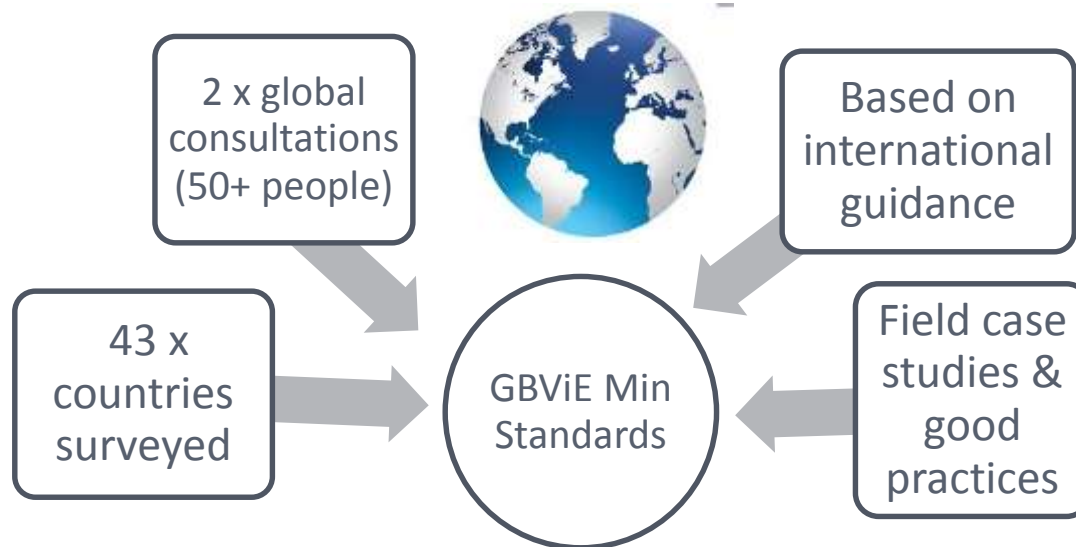 2 x global
consultations
(50+ people)
Based on
international
guidance
43 x
countries
surveyed
GBViE Min
Standards
Field case
studies &
good
practices